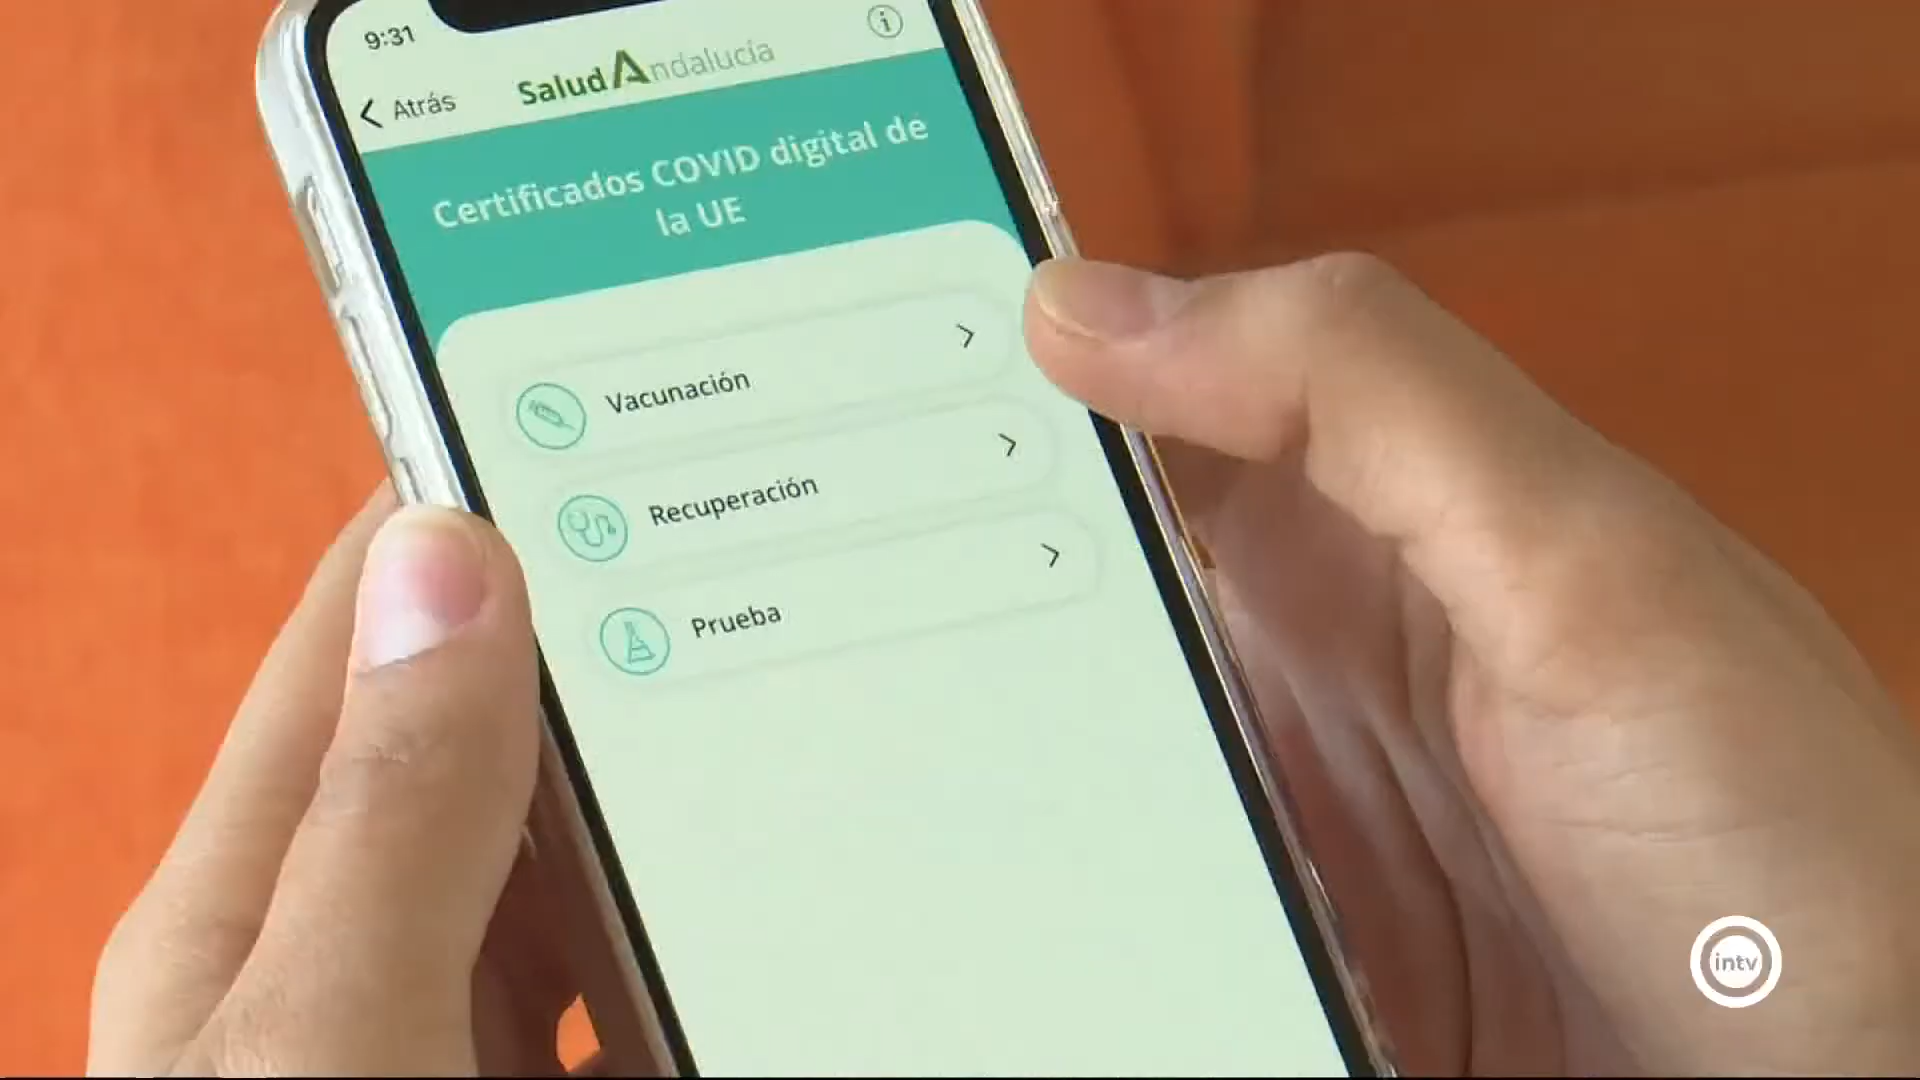 9:31
Atrás
SaludAndalucía
Certificados COVID digital de
la UE
Vacunación
Recuperación
Prueba
intv